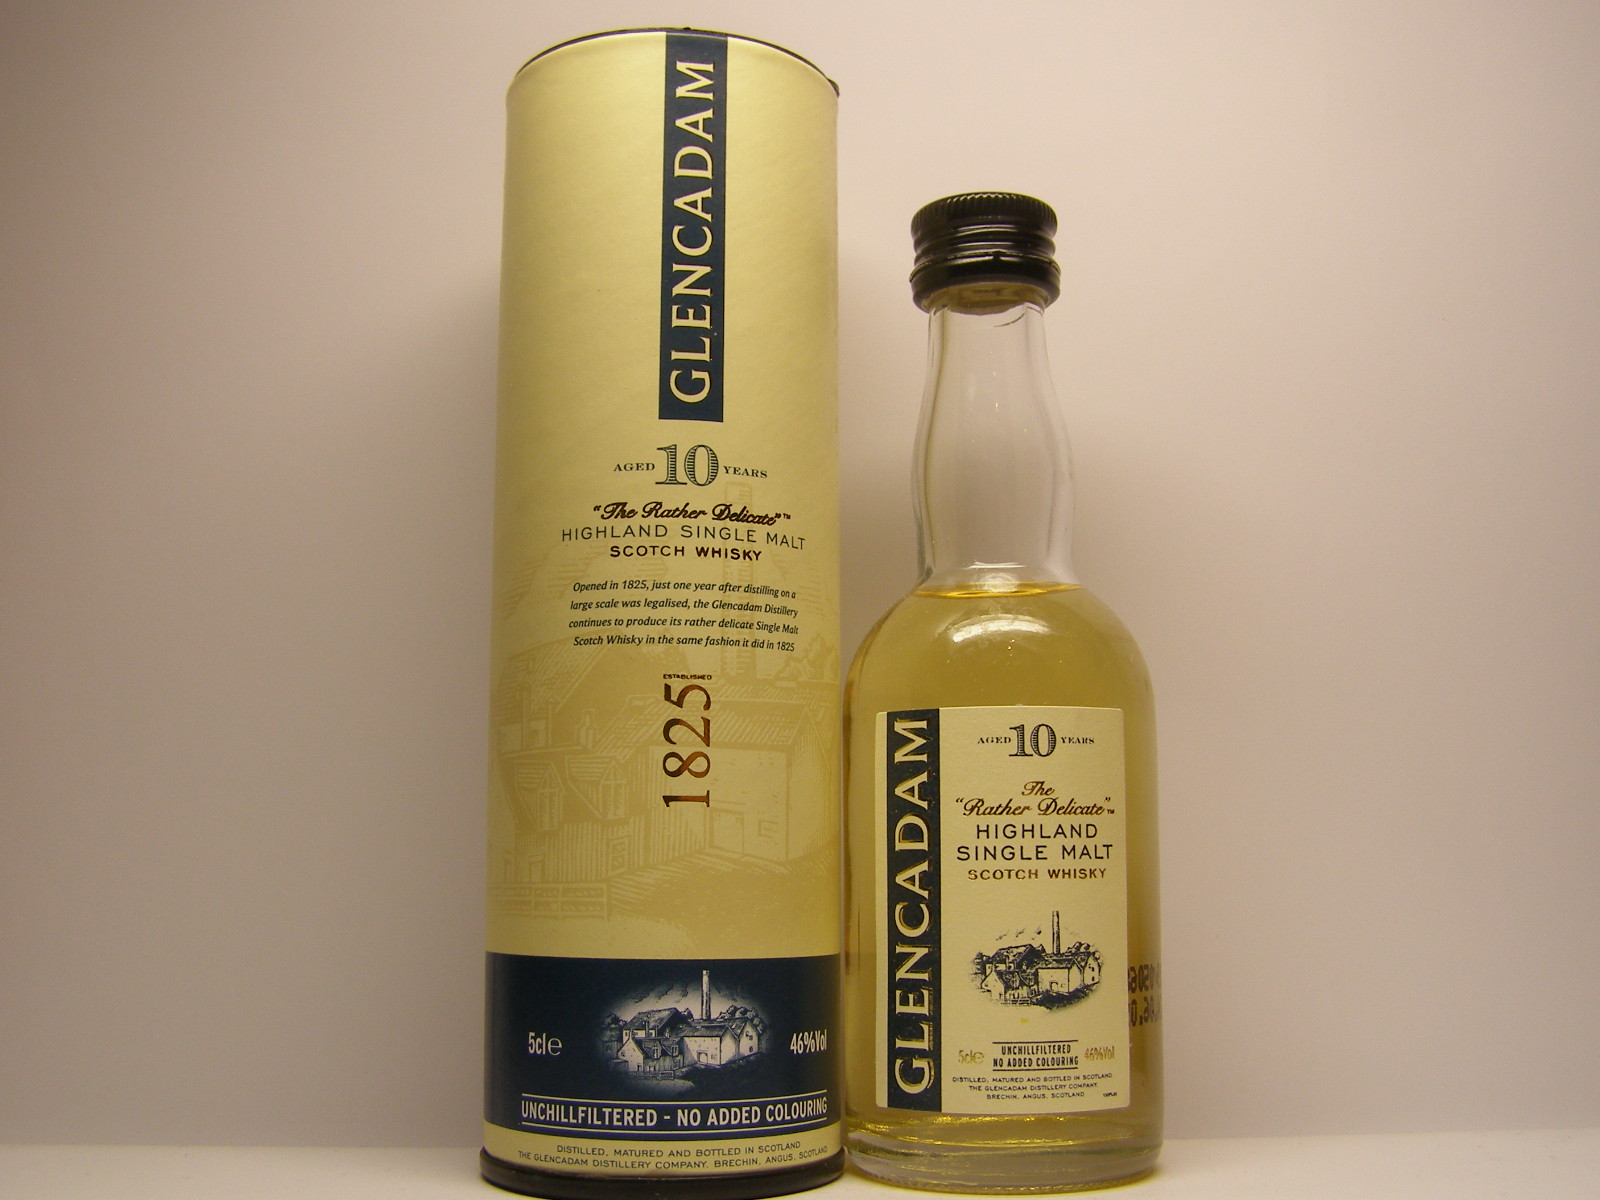 GLENCADAM
AGED 10 YEARS
"The Rather Delicate"™
HIGHLAND SINGLE MALT
SCOTCH WHISKY
Opened in 1825, just one year after distilling on a
large scale was legalised, the Glencadam Distillery
continues to produce its rather delicate Single Malt
Scotch Whisky in the same fashion it did in 1825
ESTABLISHED
1825
5cl e 46%Vol
UNCHILLFILTERED - NO ADDED COLOURING
DISTILLED, MATURED AND BOTTLED IN SCOTLAND
THE GLENCADAM DISTILLERY COMPANY, BRECHIN, ANGUS, SCOTLAND
GLENCADAM
AGED 10 YEARS
The
"Rather Delicate"™
HIGHLAND
SINGLE MALT
SCOTCH WHISKY
UNCHILLFILTERED
5cl e NO ADDED COLOURING 46%Vol
DISTILLED, MATURED AND BOTTLED IN SCOTLAND
THE GLENCADAM DISTILLERY COMPANY,
BRECHIN, ANGUS, SCOTLAND